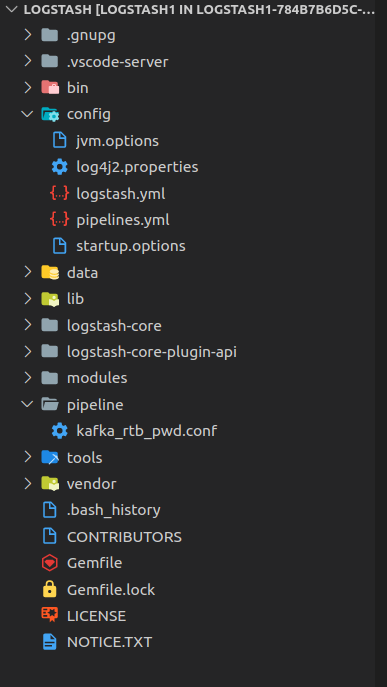 LOGSTASH [LOGSTASH1 IN LOGSTASH1-784B7B6D5C-...
.gnupg
.vscode-server
bin
config
jvm.options
log4j2.properties
{...} logstash.yml
{...} pipelines.yml
startup.options
data
lib
logstash-core
logstash-core-plugin-api
modules
pipeline
kafka_rtb_pwd.conf
tools
vendor
.bash_history
CONTRIBUTORS
Gemfile
Gemfile.lock
LICENSE
NOTICE.TXT